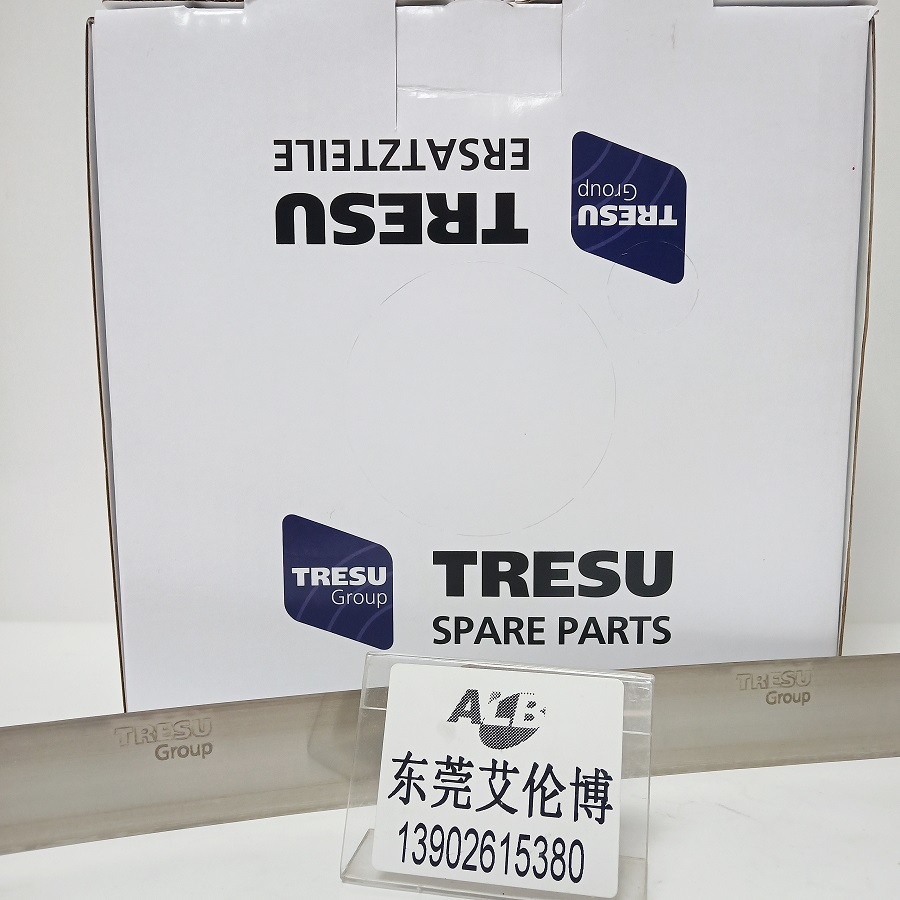 ERSATZTEILE
TRESU
TRESU
Group
TRESU
Group
TRESU
SPARE PARTS
TRESU
Group
TRESU
Group
ALB
东莞艾伦博
13902615380